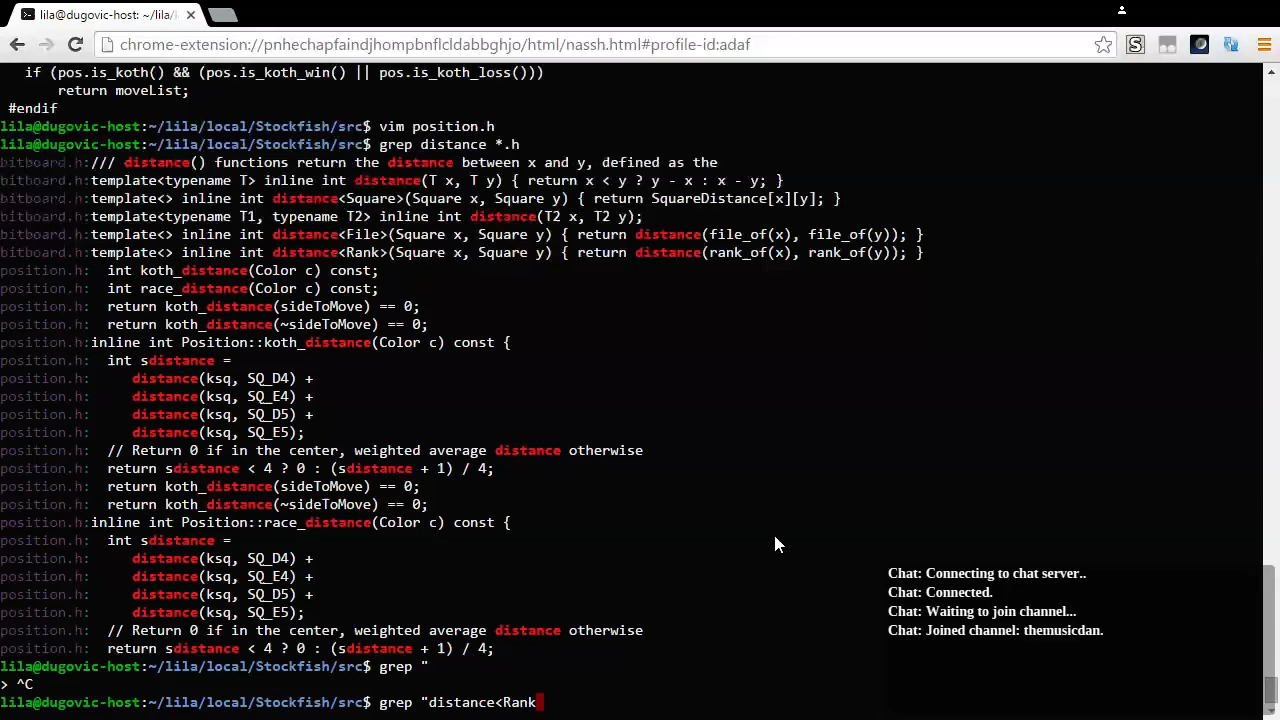 lila@dugovic-host: ~/lila/
chrome-extension://pnhechapfaindjhompbnflcldabbghjo/html/nassh.html#profile-id:adaf
if (pos.is_koth() && (pos.is_koth_win() || pos.is_koth_loss()))
return moveList;
#endif
lila@dugovic-host:~/lila/local/Stockfish/src$ vim position.h
lila@dugovic-host:~/lila/local/Stockfish/src$ grep distance *.h
bitboard.h:/// distance() functions return the distance between x and y, defined as the
bitboard.h:template<typename T> inline int distance(T x, T y) { return x < y ? y - x : x - y; }
bitboard.h:template<> inline int distance<Square>(Square x, Square y) { return SquareDistance[x][y]; }
bitboard.h:template<typename T1, typename T2> inline int distance(T2 x, T2 y);
bitboard.h:template<> inline int distance<File>(Square x, Square y) { return distance(file_of(x), file_of(y)); }
bitboard.h:template<> inline int distance<Rank>(Square x, Square y) { return distance(rank_of(x), rank_of(y)); }
position.h:  int koth_distance(Color c) const;
position.h:  int race_distance(Color c) const;
position.h:  return koth_distance(sideToMove) == 0;
position.h:  return koth_distance(~sideToMove) == 0;
position.h:inline int Position::koth_distance(Color c) const {
position.h:  int sdistance =
position.h:     distance(ksq, SQ_D4) +
position.h:     distance(ksq, SQ_E4) +
position.h:     distance(ksq, SQ_D5) +
position.h:     distance(ksq, SQ_E5);
position.h:  // Return 0 if in the center, weighted average distance otherwise
position.h:  return sdistance < 4 ? 0 : (sdistance + 1) / 4;
position.h:  return koth_distance(sideToMove) == 0;
position.h:  return koth_distance(~sideToMove) == 0;
position.h:inline int Position::race_distance(Color c) const {
position.h:  int sdistance =
position.h:     distance(ksq, SQ_D4) +
position.h:     distance(ksq, SQ_E4) +
position.h:     distance(ksq, SQ_D5) +
position.h:     distance(ksq, SQ_E5);
position.h:  // Return 0 if in the center, weighted average distance otherwise
position.h:  return sdistance < 4 ? 0 : (sdistance + 1) / 4;
lila@dugovic-host:~/lila/local/Stockfish/src$ grep "
> ^C
lila@dugovic-host:~/lila/local/Stockfish/src$ grep "distance<Rank
Chat: Connecting to chat server..
Chat: Connected.
Chat: Waiting to join channel...
Chat: Joined channel: themusicdan.